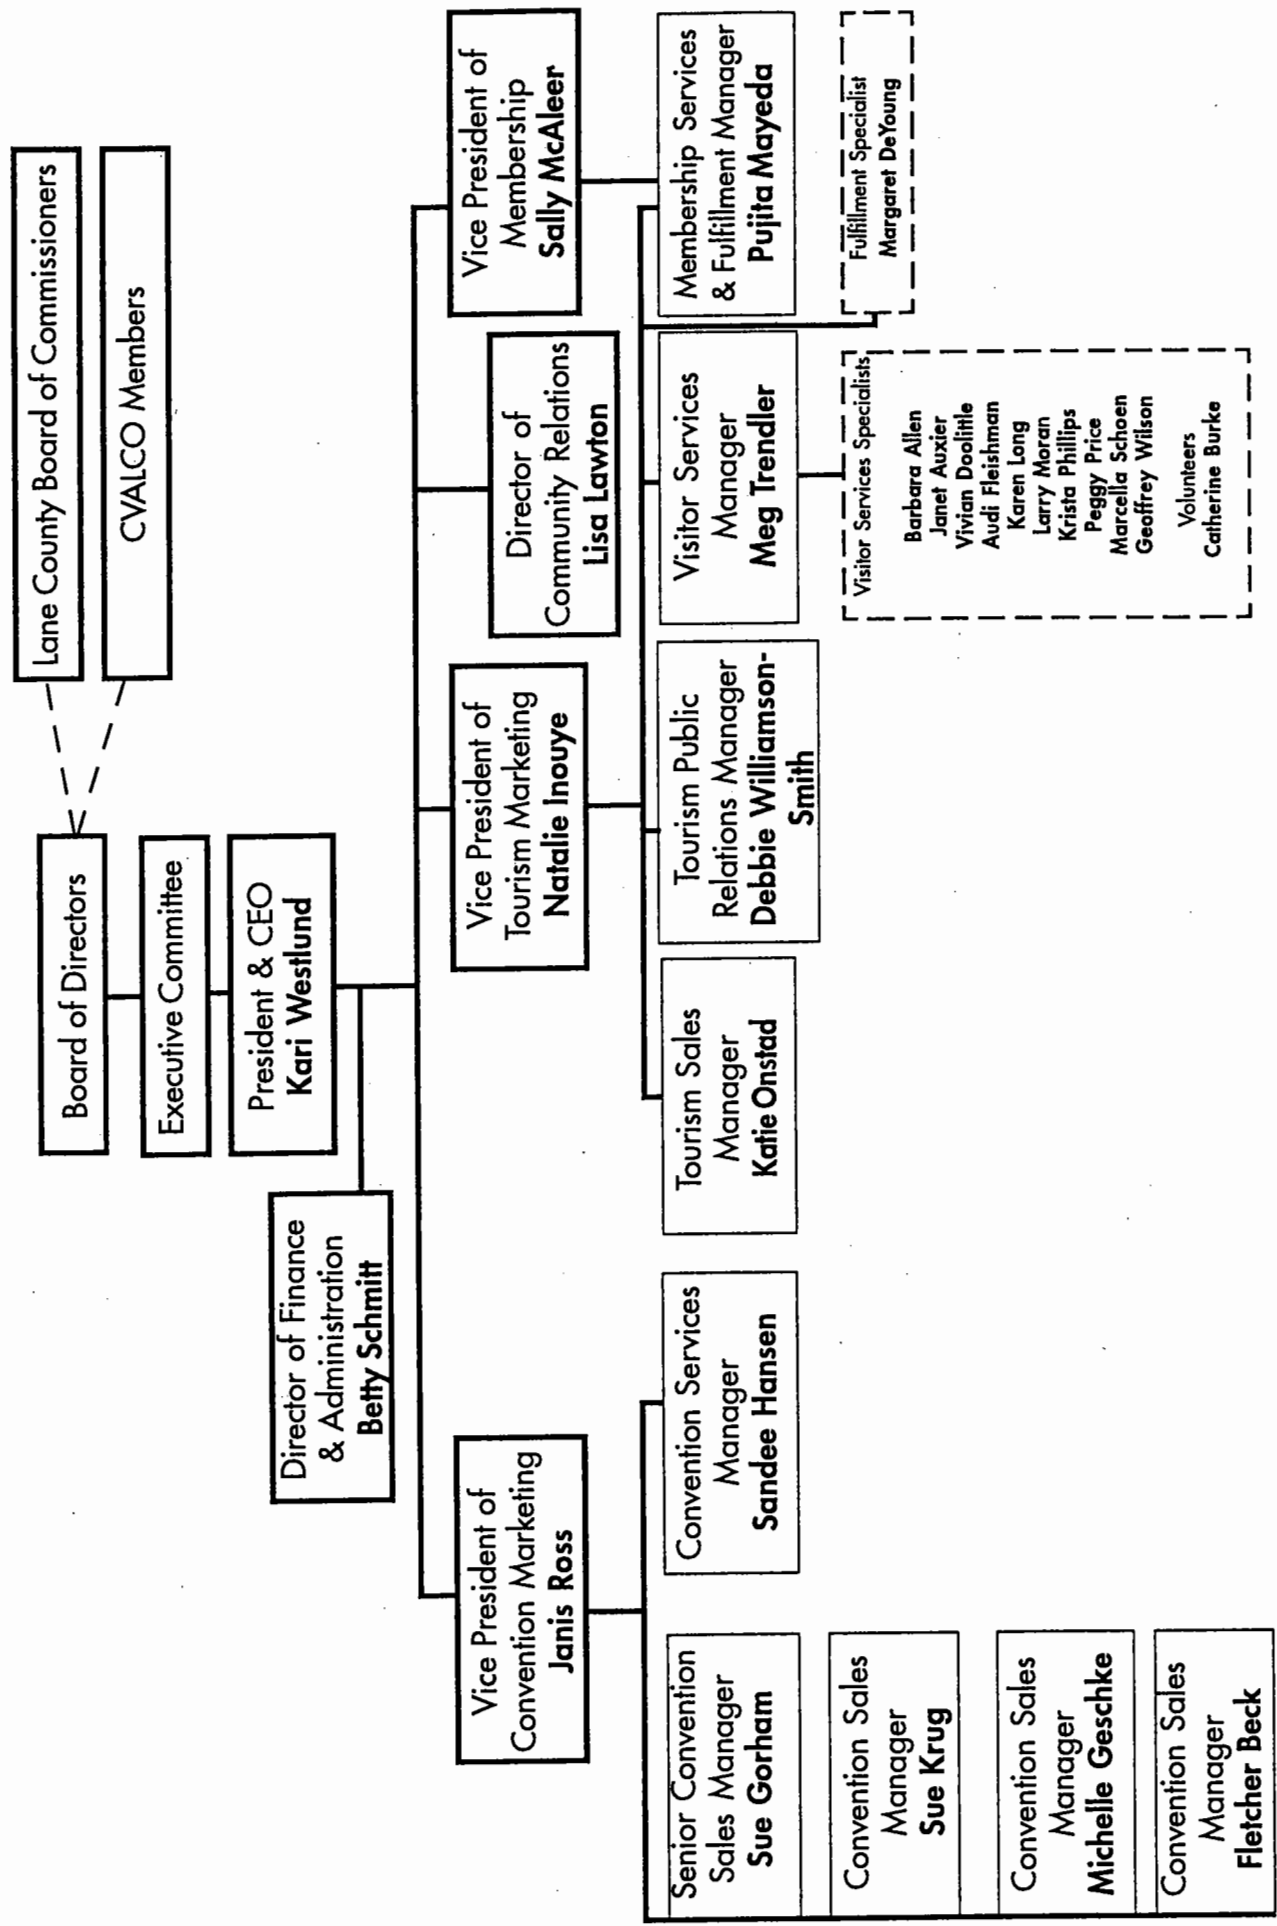 Lane County Board of Commissioners
CVALCO Members
Board of Directors
Executive Committee
President & CEO
Kari Westlund
Director of Finance
& Administration
Betty Schmitt
Vice President of
Convention Marketing
Janis Ross
Vice President of
Tourism Marketing
Natalie Inouye
Director of
Community Relations
Lisa Lawton
Vice President of
Membership
Sally McAleer
Senior Convention
Sales Manager
Sue Gorham
Convention Sales
Manager
Sue Krug
Convention Sales
Manager
Michelle Geschke
Convention Sales
Manager
Fletcher Beck
Convention Services
Manager
Sandee Hansen
Tourism Sales
Manager
Katie Onstad
Tourism Public
Relations Manager
Debbie Williamson-
Smith
Visitor Services
Manager
Meg Trendler
Membership Services
& Fulfillment Manager
Pujita Mayeda
Visitor Services Specialists
Barbara Allen
Janet Auxier
Vivian Doolittle
Audi Fleishman
Karen Long
Larry Moran
Krista Phillips
Peggy Price
Marcella Schoen
Geoffrey Wilson
Volunteers
Catherine Burke
Fulfillment Specialist
Margaret DeYoung